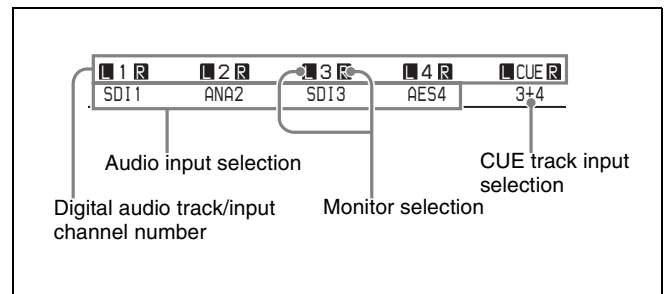 L 1 R L 2 R L 3 R L 4 R L CUE R
SDI1 ANA2 SDI3 AES4 3+4
Audio input selection
CUE track input
selection
Digital audio track/input
channel number
Monitor selection